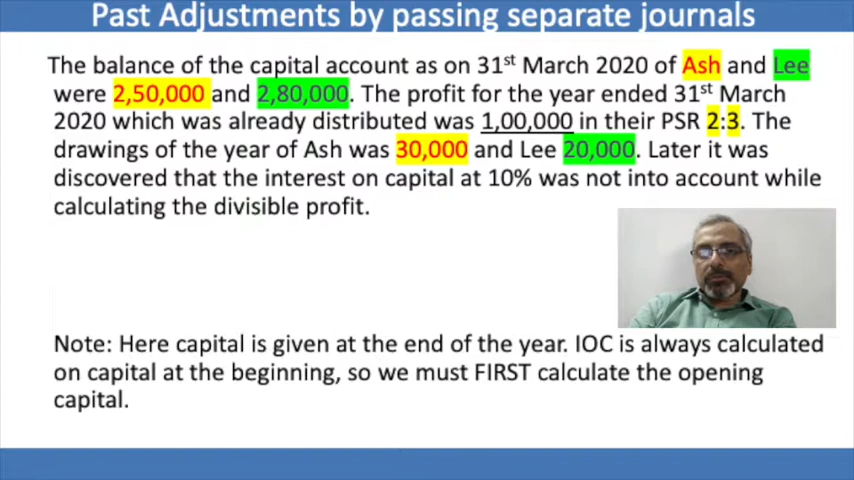 Past Adjustments by passing separate journals
The balance of the capital account as on 31st March 2020 of Ash and Lee
were 2,50,000 and 2,80,000. The profit for the year ended 31st March
2020 which was already distributed was 1,00,000 in their PSR 2:3. The
drawings of the year of Ash was 30,000 and Lee 20,000. Later it was
discovered that the interest on capital at 10% was not into account while
calculating the divisible profit.
Note: Here capital is given at the end of the year. IOC is always calculated
on capital at the beginning, so we must FIRST calculate the opening
capital.